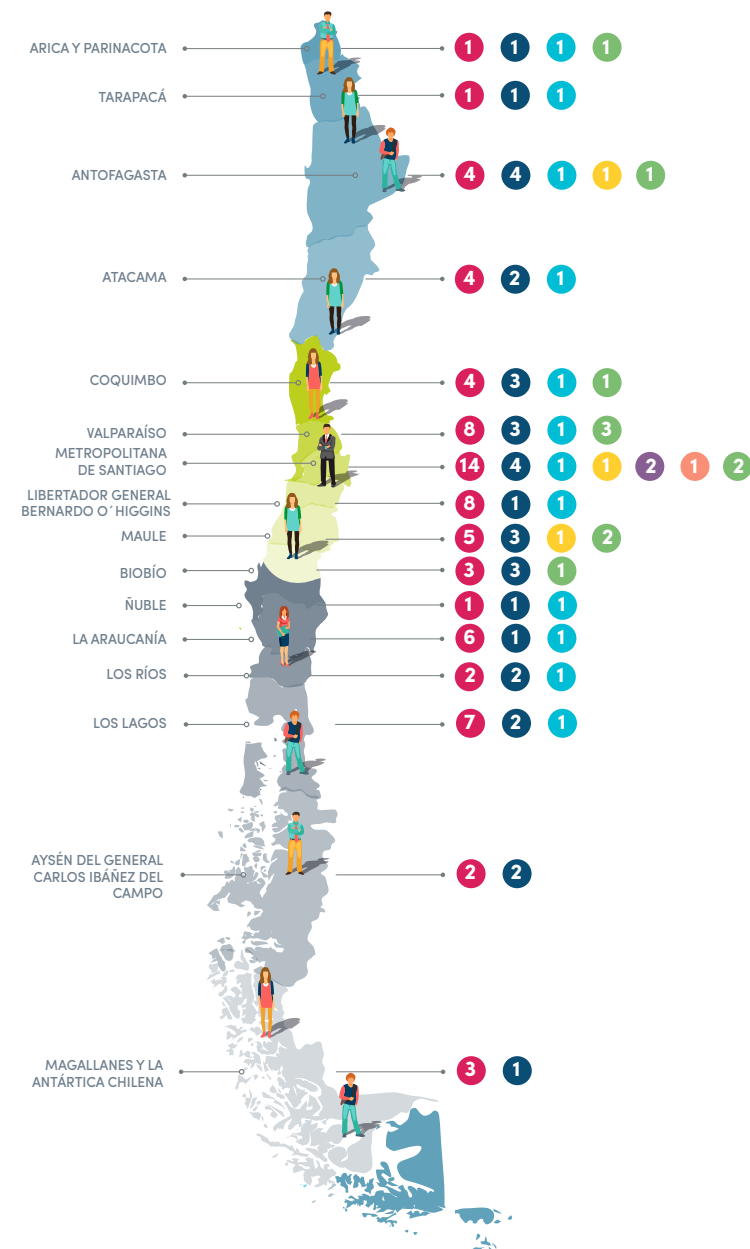 ARICA Y PARINACOTA 1 1 1 1
TARAPACÁ 1 1 1
ANTOFAGASTA 4 4 1 1 1
ATACAMA 4 2 1
COQUIMBO 4 3 1 1
VALPARAÍSO 8 3 1 3
METROPOLITANA
DE SANTIAGO 14 4 1 1 2 1 2
LIBERTADOR GENERAL
BERNARDO O´HIGGINS 8 1 1
MAULE 5 3 1 2
BIOBÍO 3 3 1
ÑUBLE 1 1 1
LA ARAUCANÍA 6 1 1
LOS RÍOS 2 2 1
LOS LAGOS 7 2 1
AYSÉN DEL GENERAL
CARLOS IBÁÑEZ DEL 2 2
CAMPO
MAGALLANES Y LA 3 1
ANTÁRTICA CHILENA